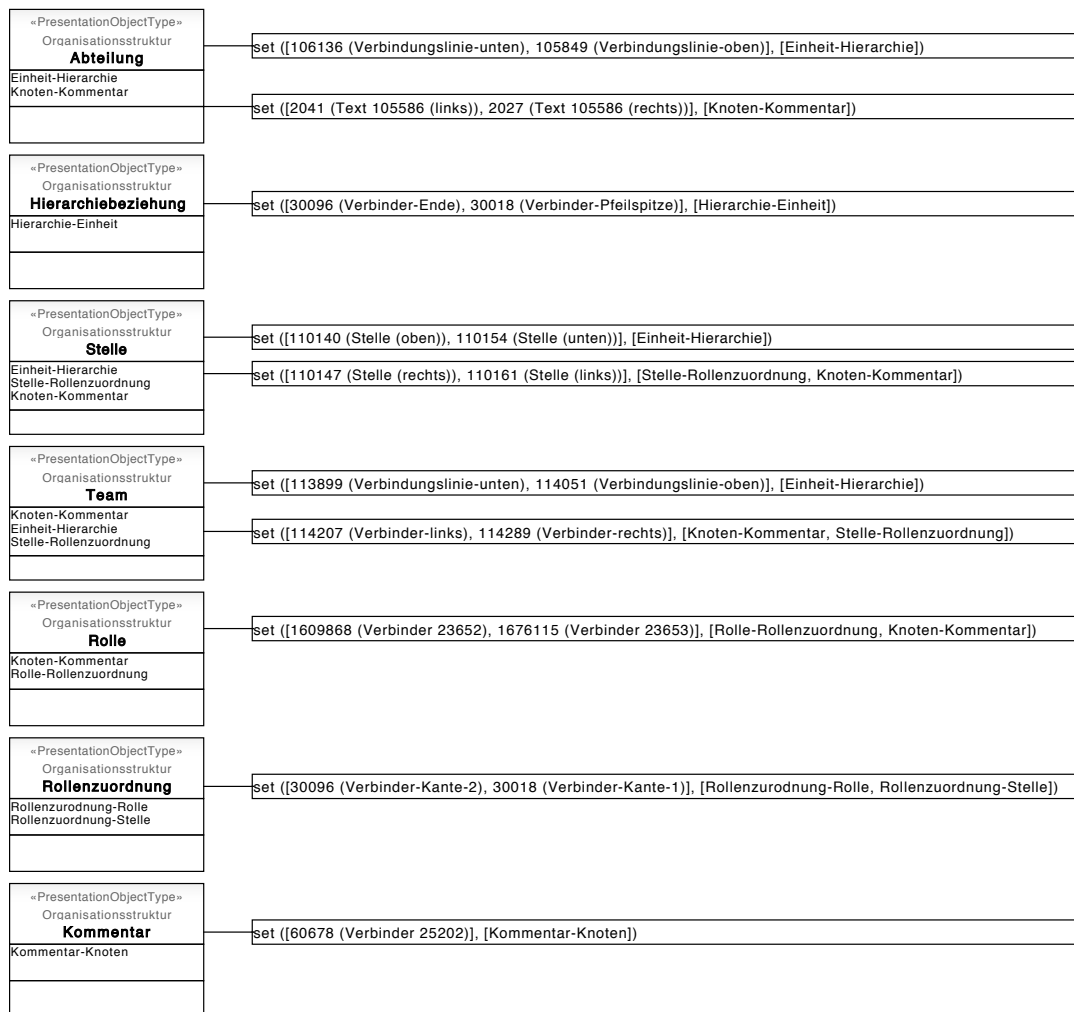 «PresentationObjectType»
Organisationsstruktur
Abteilung
Einheit-Hierarchie
Knoten-Kommentar
set ([106136 (Verbindungslinie-unten), 105849 (Verbindungslinie-oben)], [Einheit-Hierarchie])
set ([2041 (Text 105586 (links)), 2027 (Text 105586 (rechts))], [Knoten-Kommentar])
«PresentationObjectType»
Organisationsstruktur
Hierarchiebeziehung
Hierarchie-Einheit
set ([30096 (Verbinder-Ende), 30018 (Verbinder-Pfeilspitze)], [Hierarchie-Einheit])
«PresentationObjectType»
Organisationsstruktur
Stelle
Einheit-Hierarchie
Stelle-Rollenzuordnung
Knoten-Kommentar
set ([110140 (Stelle (oben)), 110154 (Stelle (unten))], [Einheit-Hierarchie])
set ([110147 (Stelle (rechts)), 110161 (Stelle (links))], [Stelle-Rollenzuordnung, Knoten-Kommentar])
«PresentationObjectType»
Organisationsstruktur
Team
Knoten-Kommentar
Einheit-Hierarchie
Stelle-Rollenzuordnung
set ([113899 (Verbindungslinie-unten), 114051 (Verbindungslinie-oben)], [Einheit-Hierarchie])
set ([114207 (Verbinder-links), 114289 (Verbinder-rechts)], [Knoten-Kommentar, Stelle-Rollenzuordnung])
«PresentationObjectType»
Organisationsstruktur
Rolle
Knoten-Kommentar
Rolle-Rollenzuordnung
set ([1609868 (Verbinder 23652), 1676115 (Verbinder 23653)], [Rolle-Rollenzuordnung, Knoten-Kommentar])
«PresentationObjectType»
Organisationsstruktur
Rollenzuordnung
Rollenzurodnung-Rolle
Rollenzuordnung-Stelle
set ([30096 (Verbinder-Kante-2), 30018 (Verbinder-Kante-1)], [Rollenzurodnung-Rolle, Rollenzuordnung-Stelle])
«PresentationObjectType»
Organisationsstruktur
Kommentar
Kommentar-Knoten
set ([60678 (Verbinder 25202)], [Kommentar-Knoten])